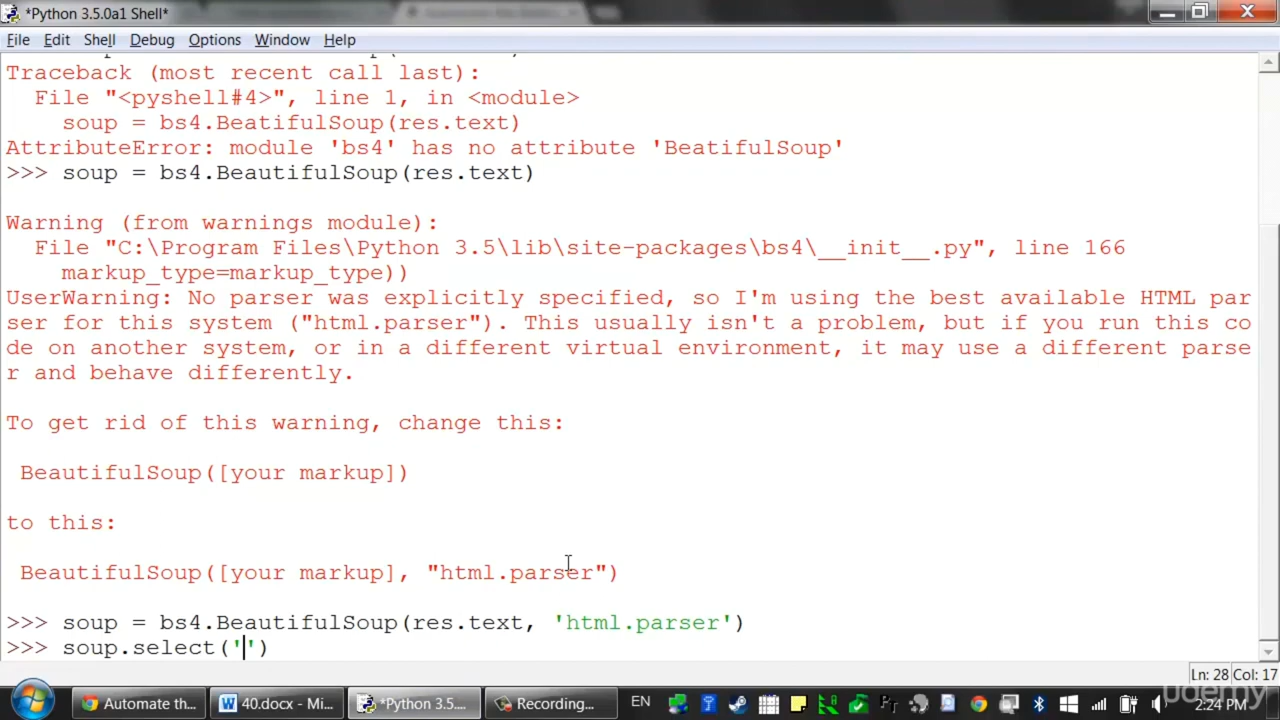 *Python 3.5.0a1 Shell*
File Edit Shell Debug Options Window Help
Traceback (most recent call last):
File "<pyshell#4>", line 1, in <module>
soup = bs4.BeatifulSoup(res.text)
AttributeError: module 'bs4' has no attribute 'BeatifulSoup'
>>> soup = bs4.BeautifulSoup(res.text)
Warning (from warnings module):
File "C:\Program Files\Python 3.5\lib\site-packages\bs4\__init__.py", line 166
markup_type=markup_type))
UserWarning: No parser was explicitly specified, so I'm using the best available HTML par
ser for this system ("html.parser"). This usually isn't a problem, but if you run this co
de on another system, or in a different virtual environment, it may use a different parse
r and behave differently.
To get rid of this warning, change this:
BeautifulSoup([your markup])
to this:
BeautifulSoup([your markup], "html.parser")
>>> soup = bs4.BeautifulSoup(res.text, 'html.parser')
>>> soup.select('')
Ln: 28 Col: 17
Automate th... 40.docx - Mi... *Python 3.5.... Recording... EN 2:24 PM
udemy